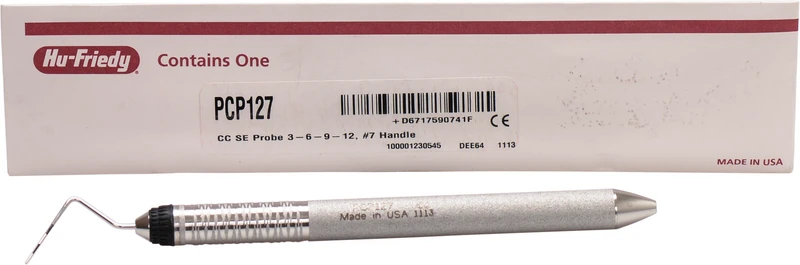 Hu-Friedy
Contains One
PCP127
+D6717590741F
CE
CC SE Probe 3-6-9-12, #7 Handle
100001230545 DEE64 1113
MADE IN USA
PCP127
Made in USA 1113